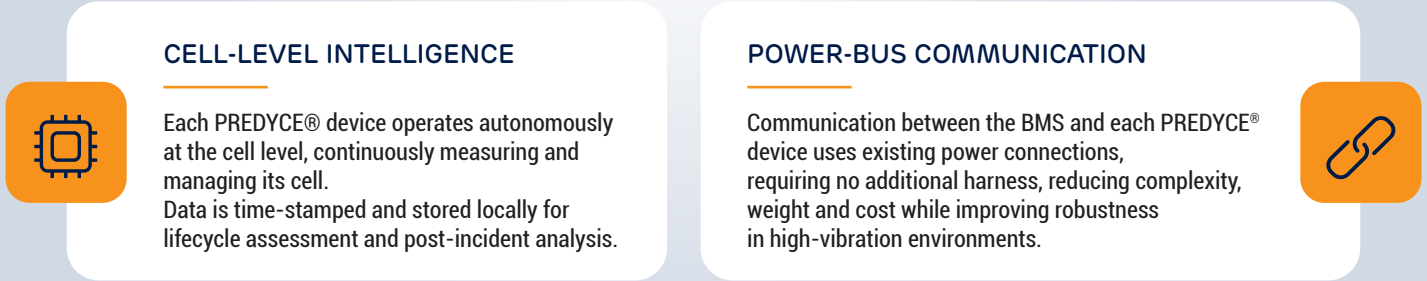 CELL-LEVEL INTELLIGENCE
Each PREDYCE® device operates autonomously
at the cell level, continuously measuring and
managing its cell.
Data is time-stamped and stored locally for
lifecycle assessment and post-incident analysis.
POWER-BUS COMMUNICATION
Communication between the BMS and each PREDYCE®
device uses existing power connections,
requiring no additional harness, reducing complexity,
weight and cost while improving robustness
in high-vibration environments.